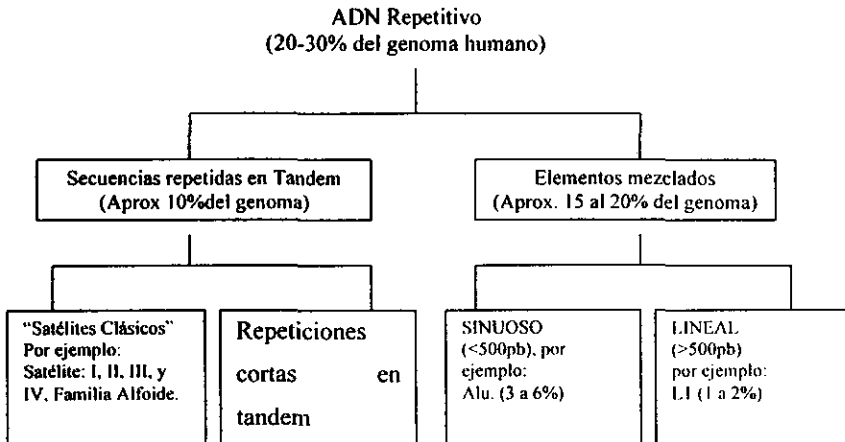 ADN Repetitivo
(20-30% del genoma humano)
Secuencias repetidas en Tandem
(Aprox 10%del genoma)
Elementos mezclados
(Aprox. 15 al 20% del genoma)
"Satélites Clásicos"
Por ejemplo:
Satélite: I, II, III, y
IV, Familia Alfoide.
Repeticiones
cortas en
tandem
SINUOSO
(<500pb), por
ejemplo:
Alu. (3 a 6%)
LINEAL
(>500pb)
por ejemplo:
L1 (1 a 2%)